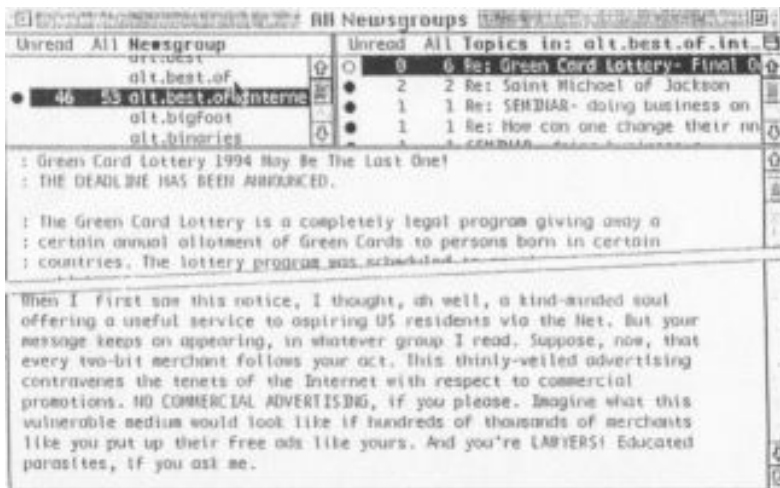 All Newsgroups
Unread All Newsgroup
alt.best
alt.best.of
46 53 alt.best.of.interne
alt.bigfoot
alt.binaries
Unread All Topics in: alt.best.of.int
0 6 Re: Green Card Lottery- Final O
2 2 Re: Saint Michael of Jackson
1 1 Re: SEMINAR- doing business on
1 1 Re: How can one change their nn
: Green Card Lottery 1994 May Be The Last One!
: THE DEADLINE HAS BEEN ANNOUNCED.
: The Green Card Lottery is a completely legal program giving away a
: certain annual allotment of Green Cards to persons born in certain
: countries. The lottery program was scheduled to
When I first saw this notice, I thought, ah well, a kind-minded soul
offering a useful service to aspiring US residents via the Net. But your
message keeps on appearing, in whatever group I read. Suppose, now, that
every two-bit merchant follows your act. This thinly-veiled advertising
contravenes the tenets of the Internet with respect to commercial
promotions. NO COMMERCIAL ADVERTISING, if you please. Imagine what this
vulnerable medium would look like if hundreds of thousands of merchants
like you put up their free ads like yours. And you're LAWYERS! Educated
parasites, if you ask me.